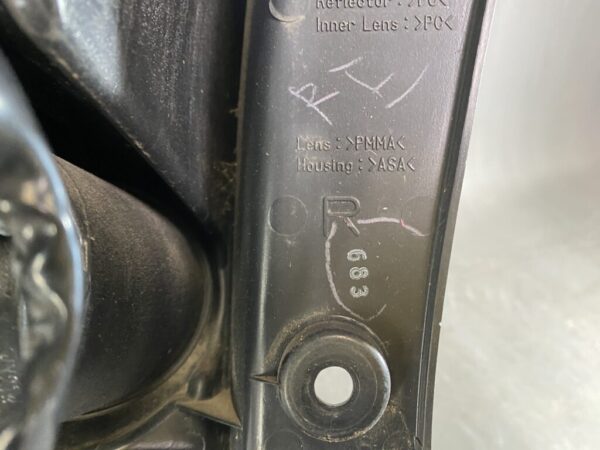 Reflector : >PC<
Inner Lens : >PC<
Lens : >PMMA<
Housing : >ASA<
R
683